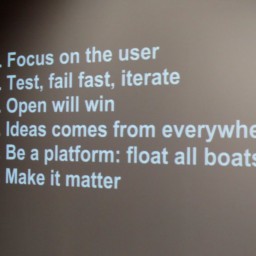 . Focus on the user
. Test, fail fast, iterate
. Open will win
. Ideas comes from everywhe
. Be a platform: float all boats
. Make it matter